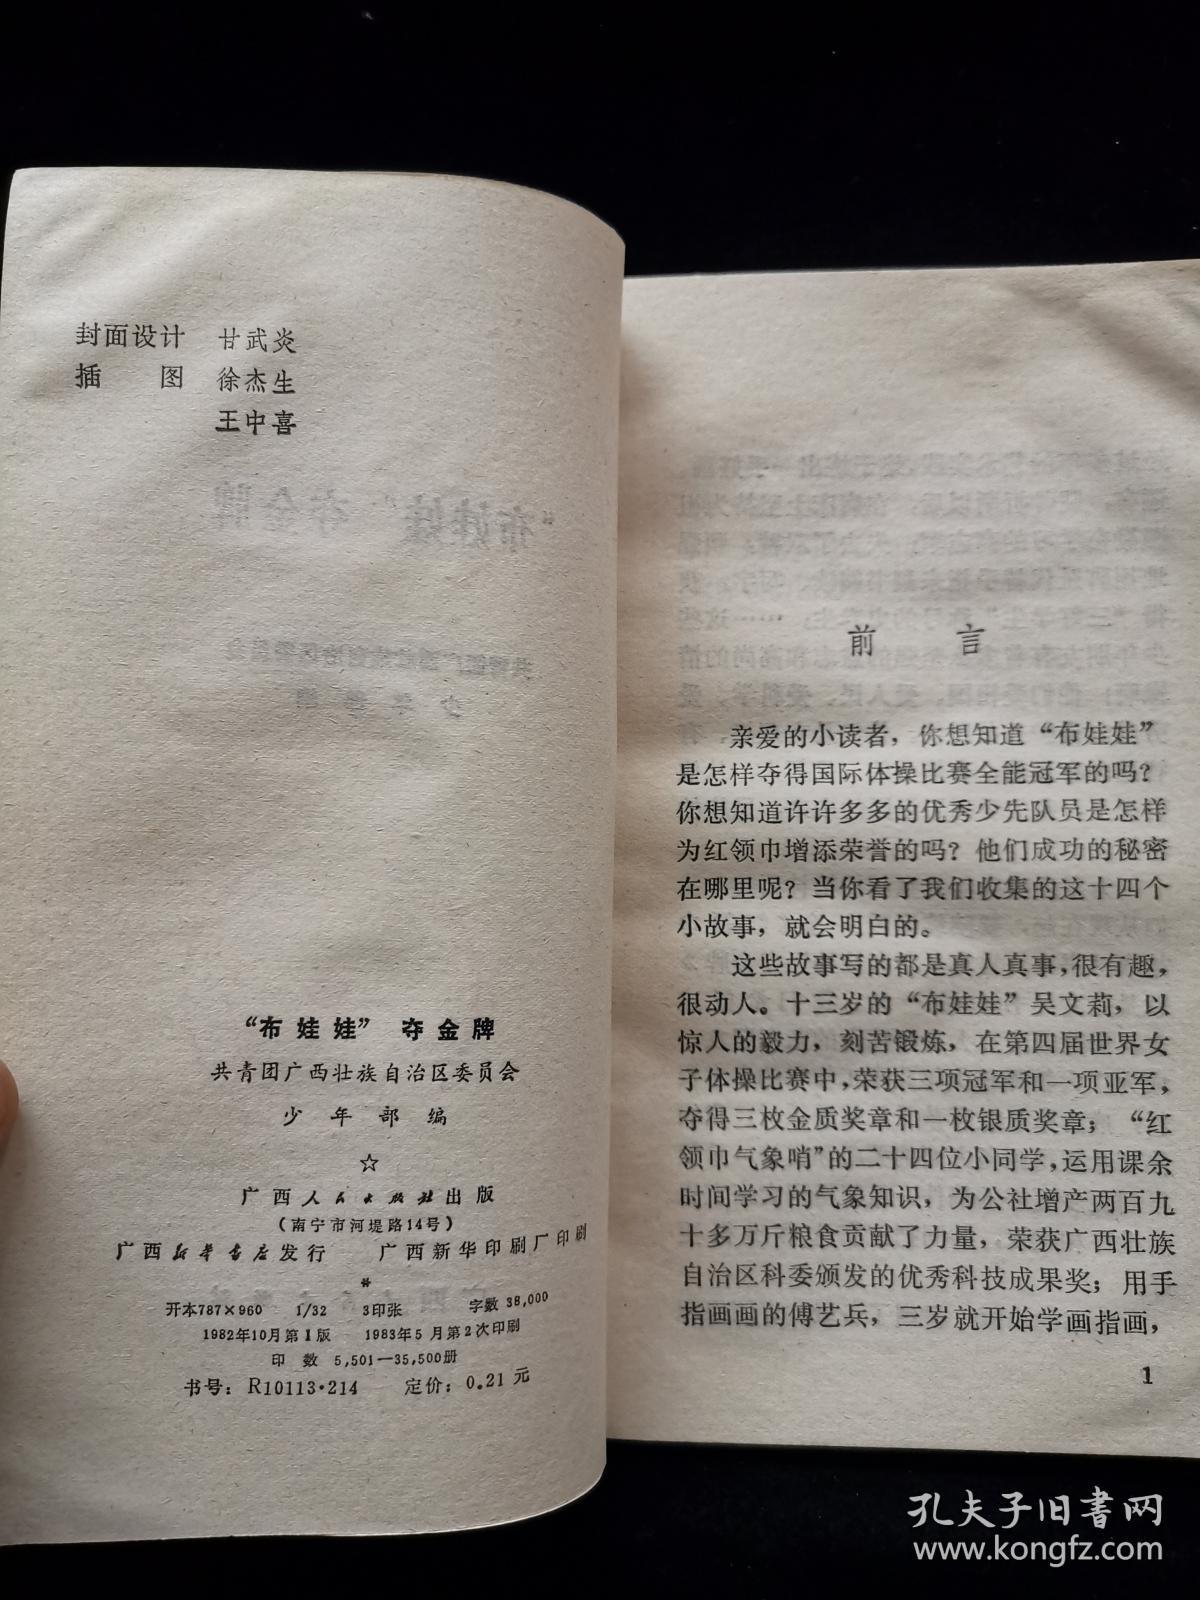 封面设计 甘武炎
插 图 徐杰生
王中喜
“布娃娃”夺金牌
共青团广西壮族自治区委员会
少年部编
☆
广西人民出版社出版
（南宁市河堤路14号）
广西新华书店发行 广西新华印刷厂印刷
*
开本787×960 1/32 3印张 字数 38,000
1982年10月第1版 1983年5月第2次印刷
印 数 5,501—35,500册
书号：R10113·214 定价：0.21元
前 言
亲爱的小读者，你想知道“布娃娃”
是怎样夺得国际体操比赛全能冠军的吗？
你想知道许许多多的优秀少先队员是怎样
为红领巾增添荣誉的吗？他们成功的秘密
在哪里呢？当你看了我们收集的这十四个
小故事，就会明白的。
这些故事写的都是真人真事，很有趣，
很动人。十三岁的“布娃娃”吴文莉，以
惊人的毅力，刻苦锻炼，在第四届世界女
子体操比赛中，荣获三项冠军和一项亚军，
夺得三枚金质奖章和一枚银质奖章；“红
领巾气象哨”的二十四位小同学，运用课余
时间学习的气象知识，为公社增产两百九
十多万斤粮食贡献了力量，荣获广西壮族
自治区科委颁发的优秀科技成果奖；用手
指画画的傅艺兵，三岁就开始学画指画，
1
孔夫子旧书网
www.kongfz.com